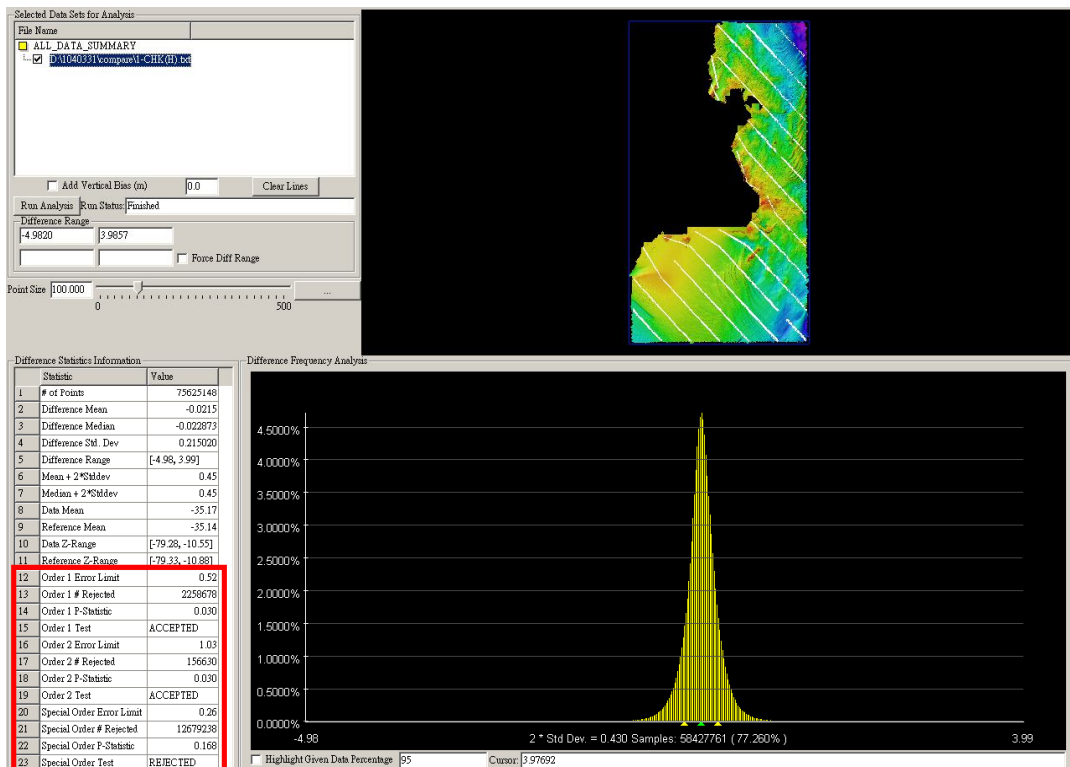 Selected Data Sets for Analysis
File Name
ALL_DATA_SUMMARY
D:\1040331\compare\1-CHK(H).txt
Add Vertical Bias (m) 0.0 Clear Lines
Run Analysis Run Status: Finished
Difference Range
-4.9820 3.9857
Force Diff Range
Point Size 100.000 ...
0 500
Difference Statistics Information
Statistic Value
1 # of Points 75625148
2 Difference Mean -0.0215
3 Difference Median -0.022873
4 Difference Std. Dev 0.215020
5 Difference Range [-4.98, 3.99]
6 Mean + 2*Stddev 0.45
7 Median + 2*Stddev 0.45
8 Data Mean -35.17
9 Reference Mean -35.14
10 Data Z-Range [-79.28, -10.55]
11 Reference Z-Range [-79.33, -10.88]
12 Order 1 Error Limit 0.52
13 Order 1 # Rejected 2258678
14 Order 1 P-Statistic 0.030
15 Order 1 Test ACCEPTED
16 Order 2 Error Limit 1.03
17 Order 2 # Rejected 156630
18 Order 2 P-Statistic 0.030
19 Order 2 Test ACCEPTED
20 Special Order Error Limit 0.26
21 Special Order # Rejected 12679238
22 Special Order P-Statistic 0.168
23 Special Order Test REJECTED
Difference Frequency Analysis
4.5000%
4.0000%
3.5000%
3.0000%
2.5000%
2.0000%
1.5000%
1.0000%
0.5000%
0.0000%
-4.98 2 * Std Dev. = 0.430 Samples: 58427761 ( 77.260% ) 3.99
Highlight Given Data Percentage 95 Cursor: 3.97692